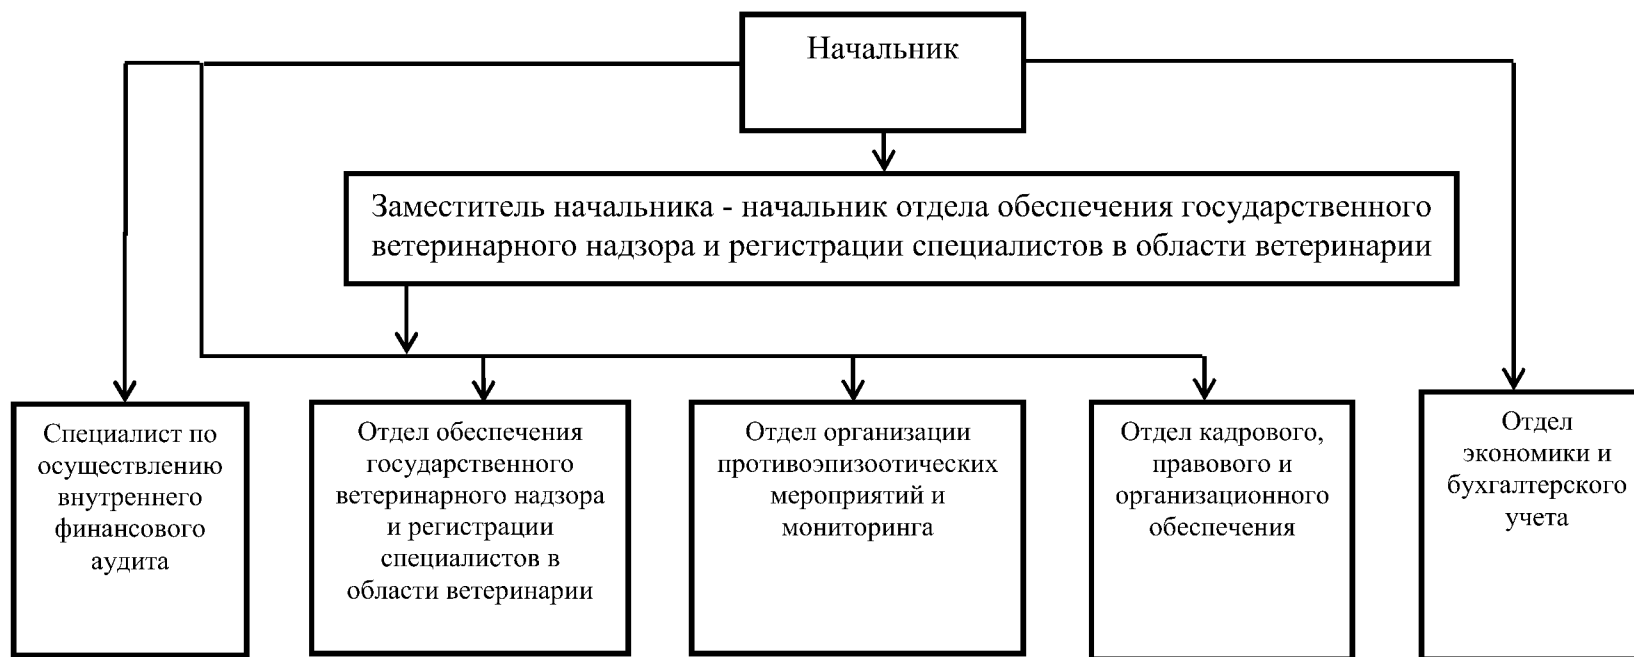 Начальник
Заместитель начальника - начальник отдела обеспечения государственного
ветеринарного надзора и регистрации специалистов в области ветеринарии
Специалист по
осуществлению
внутреннего
финансового
аудита
Отдел обеспечения
государственного
ветеринарного надзора
и регистрации
специалистов в
области ветеринарии
Отдел организации
противоэпизоотических
мероприятий и
мониторинга
Отдел кадрового,
правового и
организационного
обеспечения
Отдел
экономики и
бухгалтерского
учета